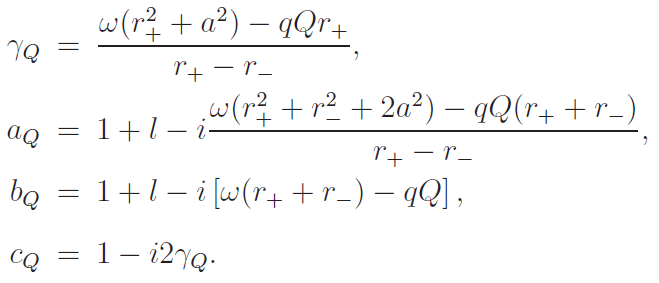 γ_Q = \frac{ω(r_+^2 + a^2) − qQr_+}{r_+ − r_−},
a_Q = 1 + l − i\frac{ω(r_+^2 + r_−^2 + 2a^2) − qQ(r_+ + r_−)}{r_+ − r_−},
b_Q = 1 + l − i[ω(r_+ + r_−) − qQ],
c_Q = 1 − i2γ_Q.